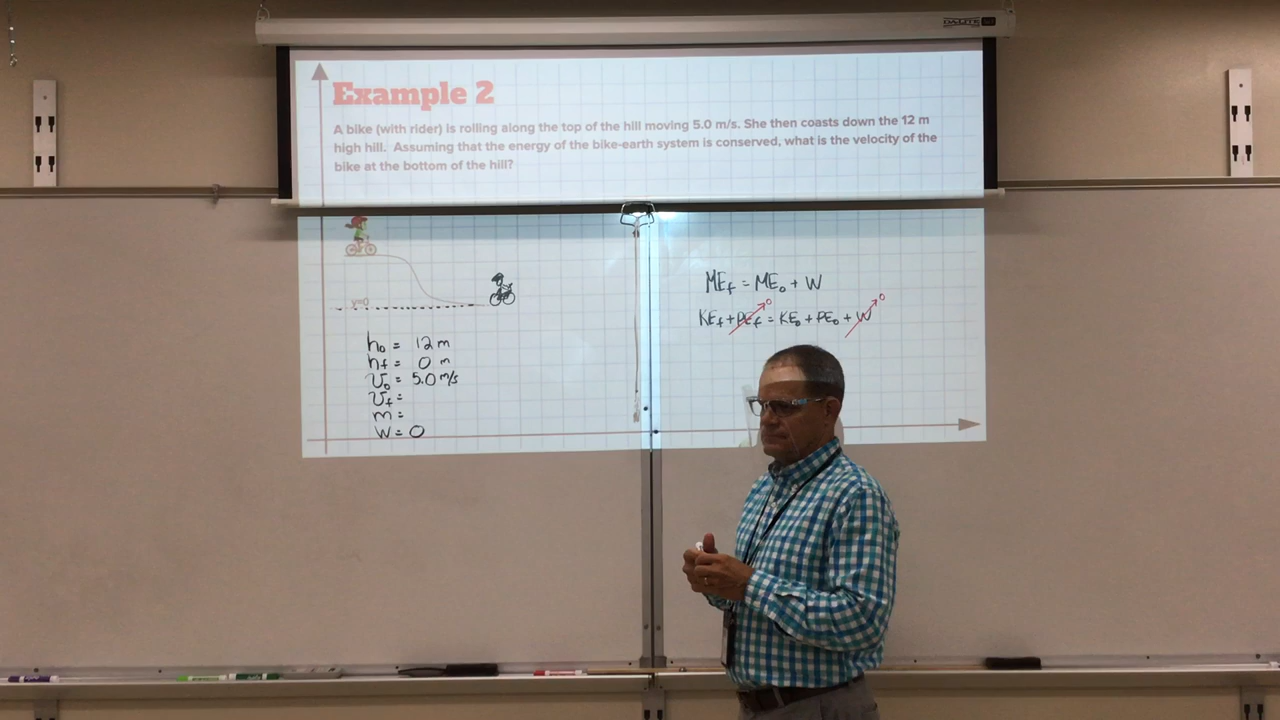 DA-LITE
Example 2
A bike (with rider) is rolling along the top of the hill moving 5.0 m/s. She then coasts down the 12 m
high hill. Assuming that the energy of the bike-earth system is conserved, what is the velocity of the
bike at the bottom of the hill?
y=0
h₀ = 12 m
hf = 0 m
v₀ = 5.0 m/s
vf =
m =
W = 0
MEf = ME₀ + W
KEf + PEf = KE₀ + PE₀ + W
0
0